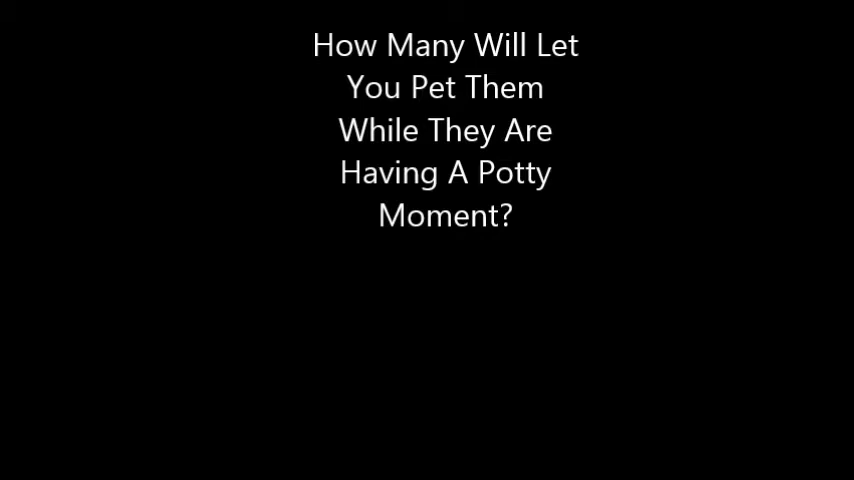 How Many Will Let
You Pet Them
While They Are
Having A Potty
Moment?